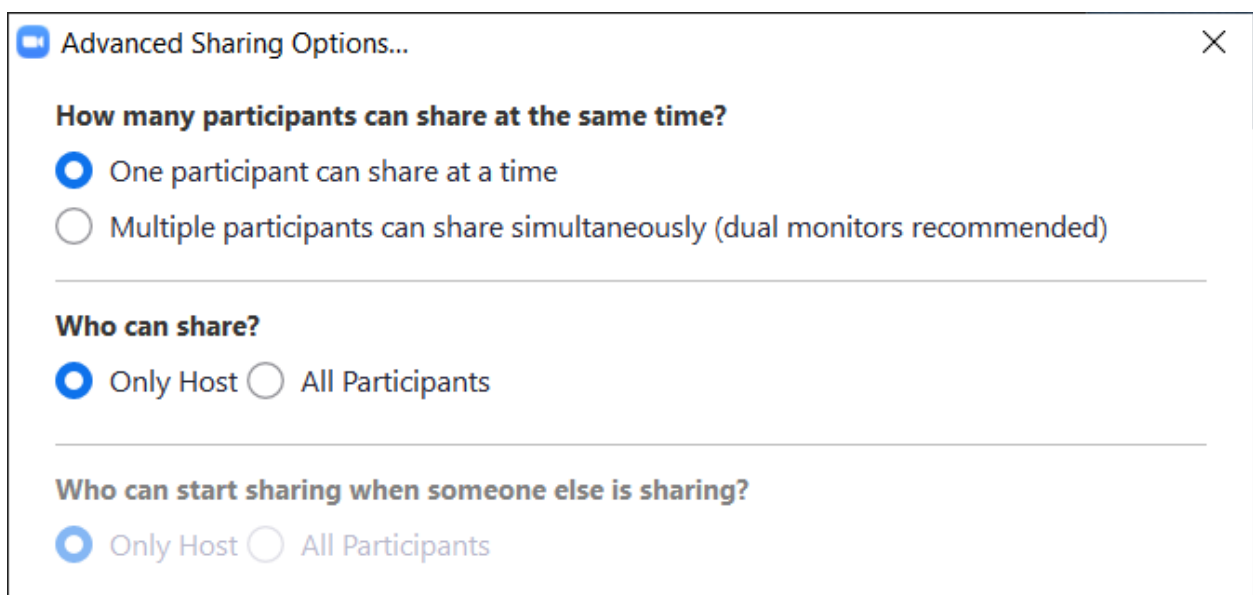 Advanced Sharing Options...
How many participants can share at the same time?
One participant can share at a time
Multiple participants can share simultaneously (dual monitors recommended)
Who can share?
Only Host All Participants
Who can start sharing when someone else is sharing?
Only Host All Participants